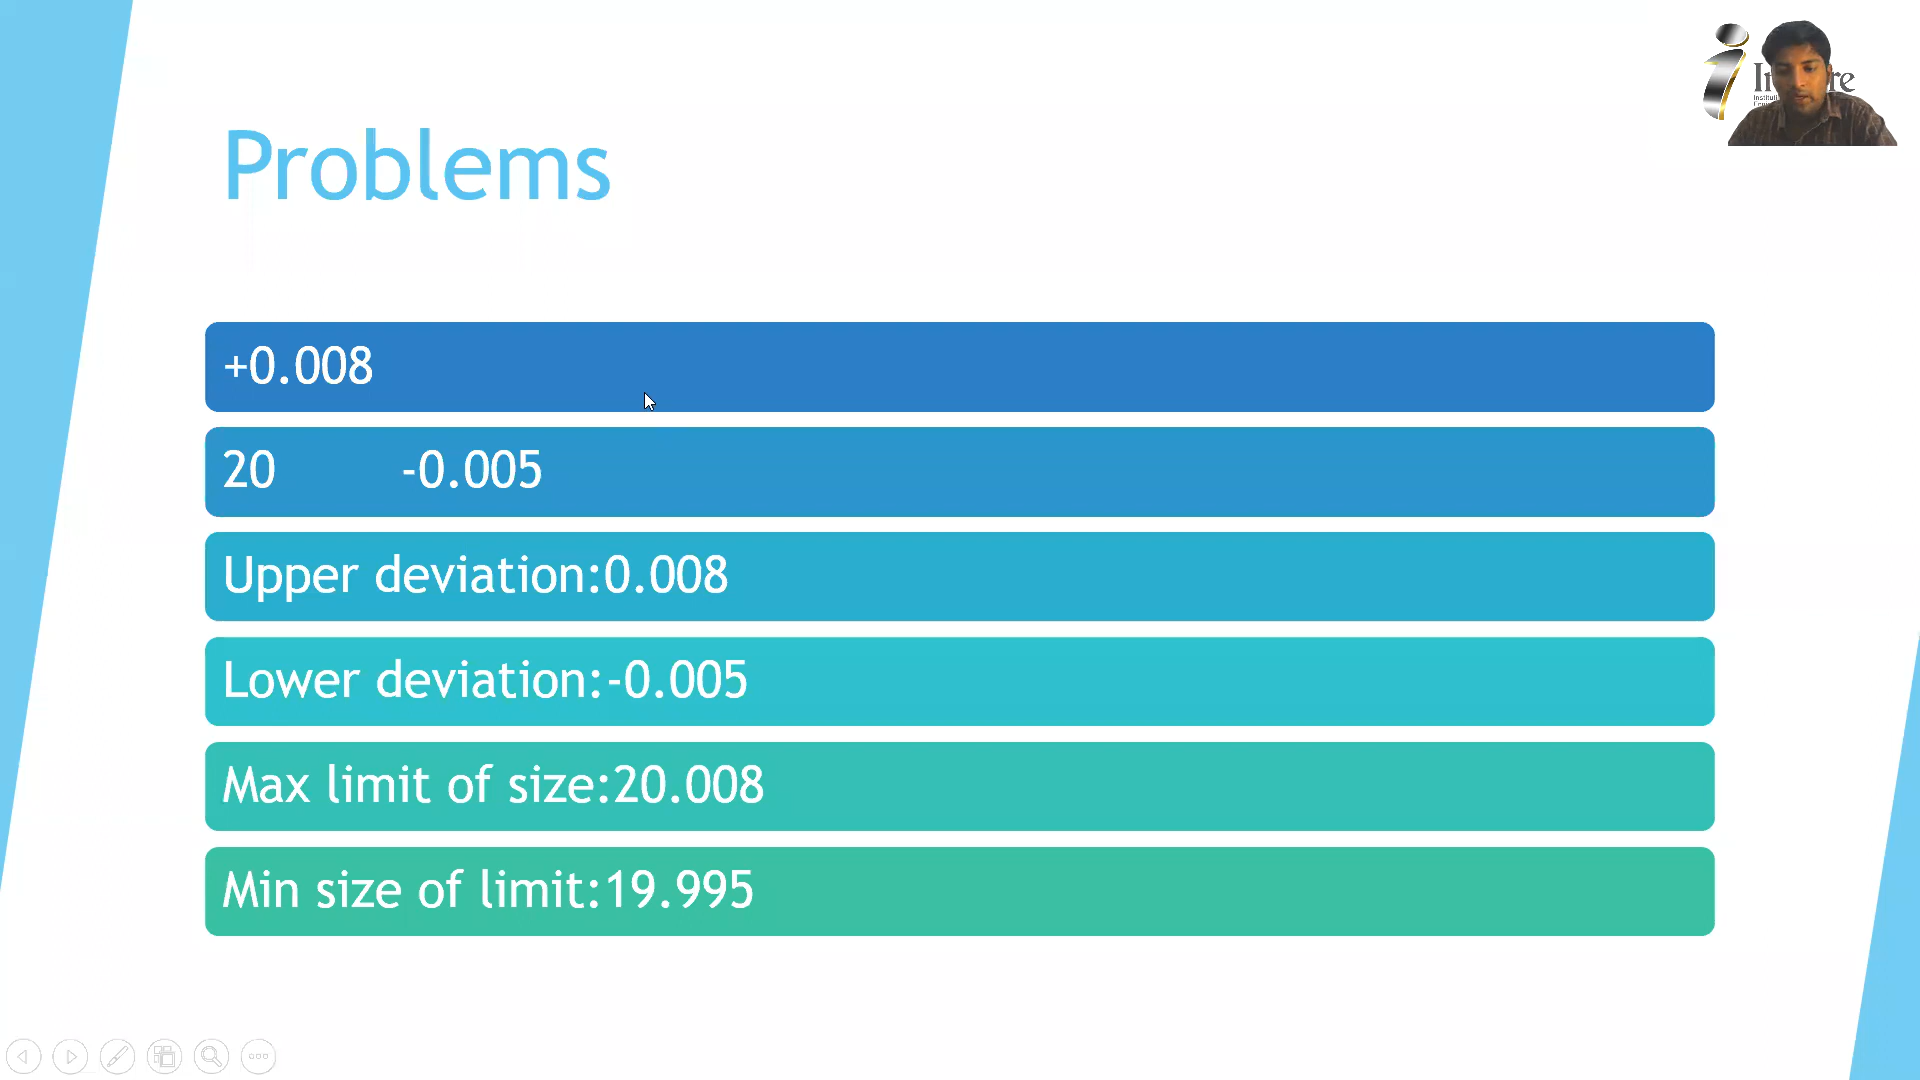 Problems
+0.008
20 -0.005
Upper deviation:0.008
Lower deviation:-0.005
Max limit of size:20.008
Min size of limit:19.995